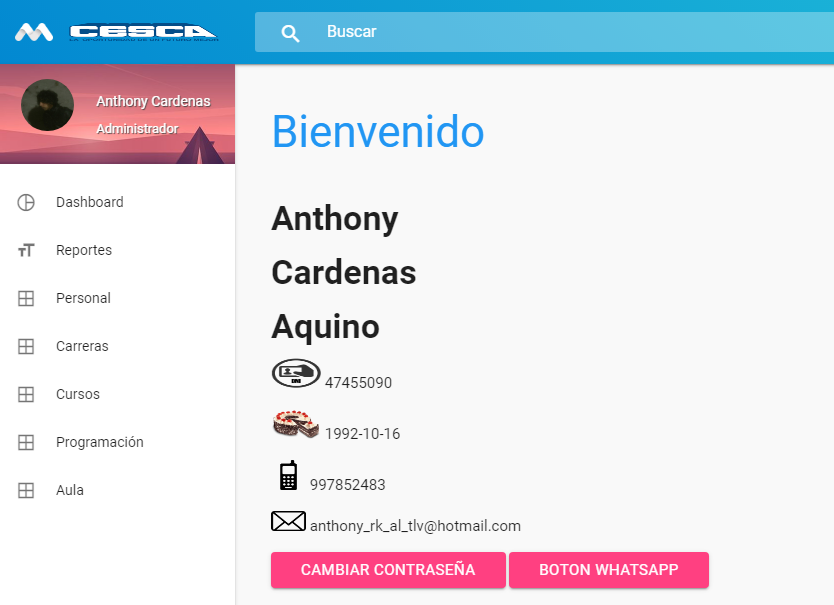 CESCA
Buscar
Anthony Cardenas
Administrador
Dashboard
Reportes
Personal
Carreras
Cursos
Programación
Aula
Bienvenido
Anthony
Cardenas
Aquino
DNI
47455090
1992-10-16
997852483
anthony_rk_al_tlv@hotmail.com
CAMBIAR CONTRASEÑA
BOTON WHATSAPP